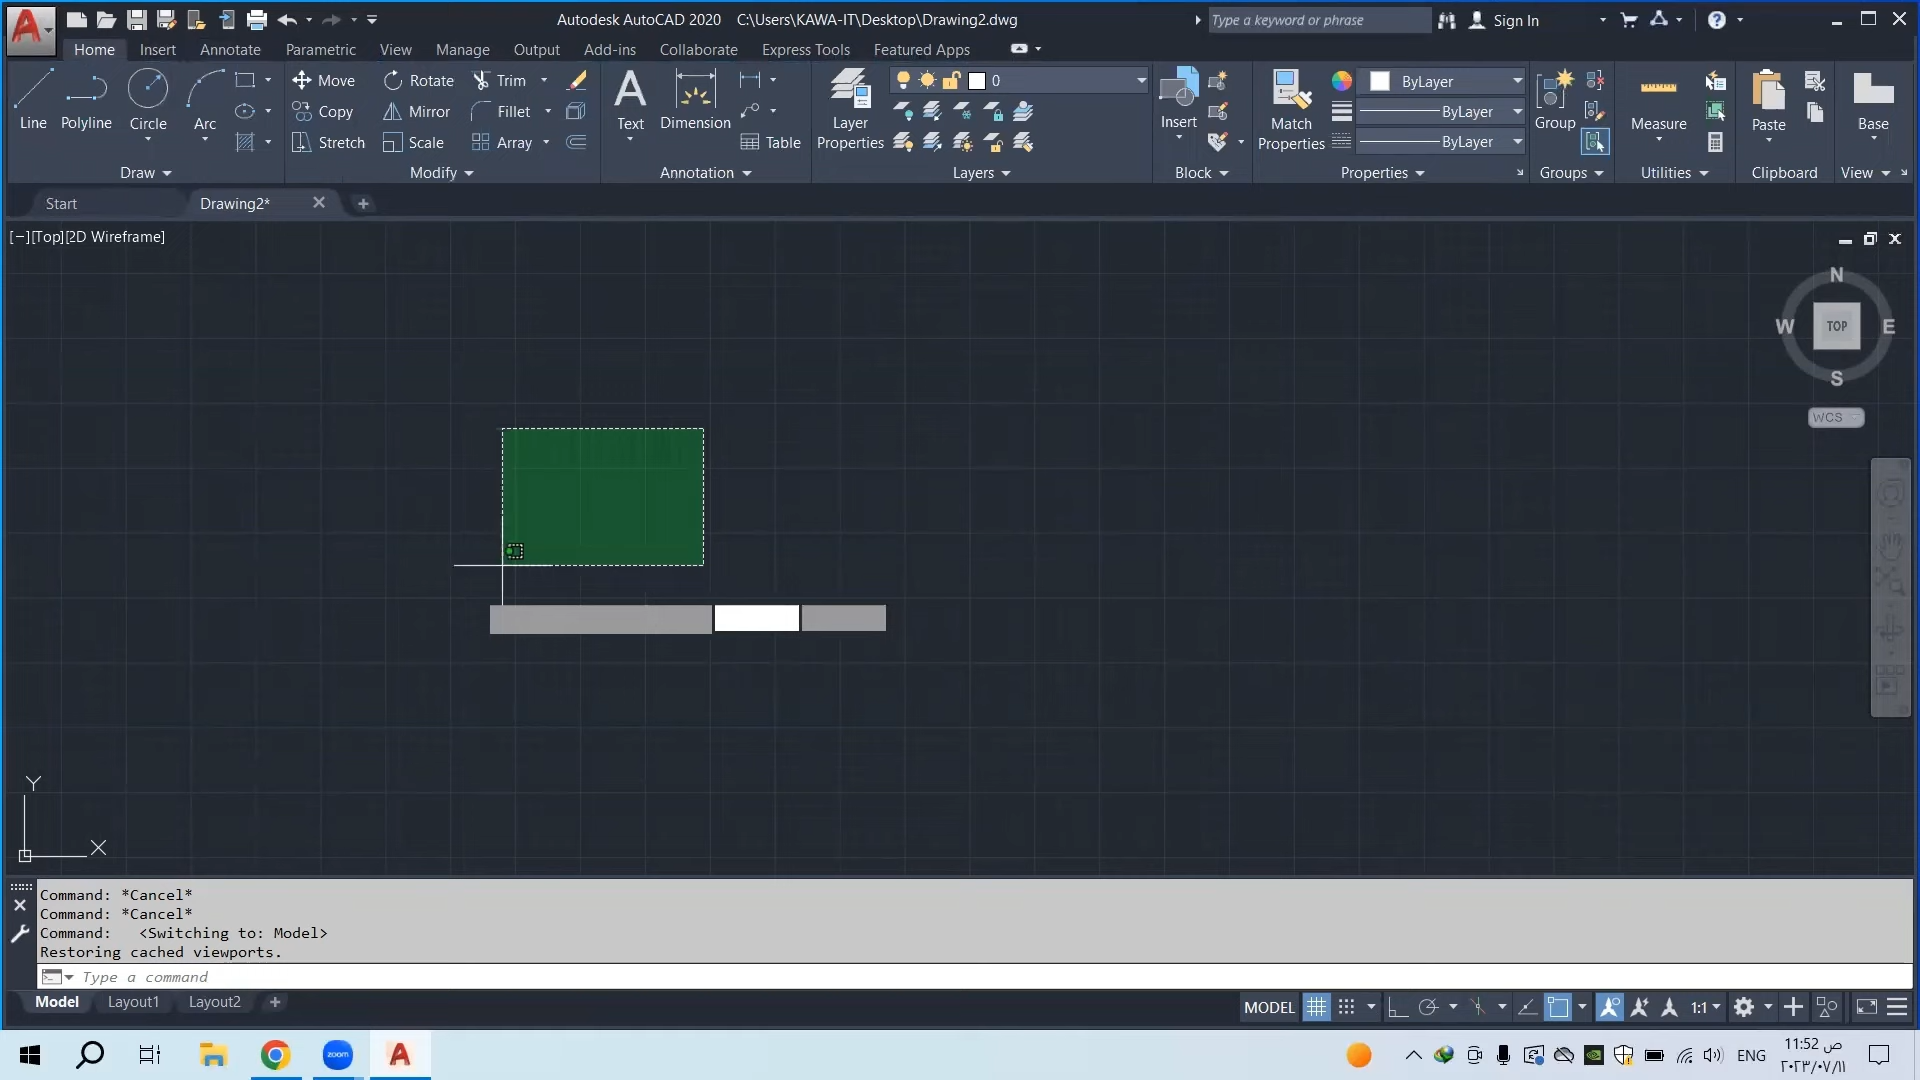 Autodesk AutoCAD 2020 C:\Users\KAWA-IT\Desktop\Drawing2.dwg
Type a keyword or phrase
Sign In
Home Insert Annotate Parametric View Manage Output Add-ins Collaborate Express Tools Featured Apps
Line Polyline Circle Arc
Move Rotate Trim
Copy Mirror Fillet
Stretch Scale Array
Text Dimension Table
Layer Properties
0
Insert
Match Properties
ByLayer
ByLayer
ByLayer
Group
Measure
Paste
Base
Draw Modify Annotation Layers Block Properties Groups Utilities Clipboard View
Start Drawing2*
[−][Top][2D Wireframe]
N
W TOP E
S
WCS
Y
X
Command: *Cancel*
Command: *Cancel*
Command: <Switching to: Model>
Restoring cached viewports.
Type a command
Model Layout1 Layout2
MODEL 1:1
zoom
ENG
11:52 ص
٢٠٢٣/٠٧/١١